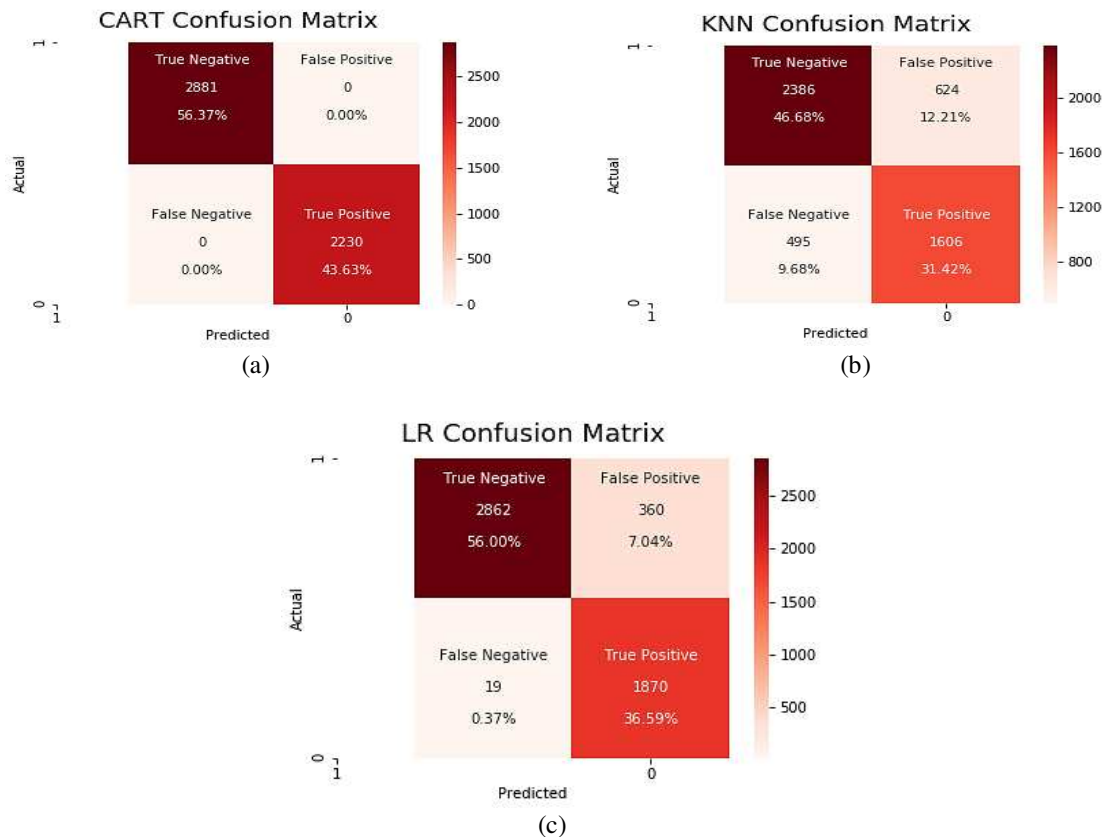 CART Confusion Matrix
1
True Negative
2881
56.37%
False Positive
0
0.00%
False Negative
0
0.00%
True Positive
2230
43.63%
Actual
0
1
0
Predicted
2500
2000
1500
1000
500
0
(a)
KNN Confusion Matrix
1
True Negative
2386
46.68%
False Positive
624
12.21%
False Negative
495
9.68%
True Positive
1606
31.42%
Actual
0
1
0
Predicted
2000
1600
1200
800
(b)
LR Confusion Matrix
1
True Negative
2862
56.00%
False Positive
360
7.04%
False Negative
19
0.37%
True Positive
1870
36.59%
Actual
0
1
0
Predicted
2500
2000
1500
1000
500
(c)